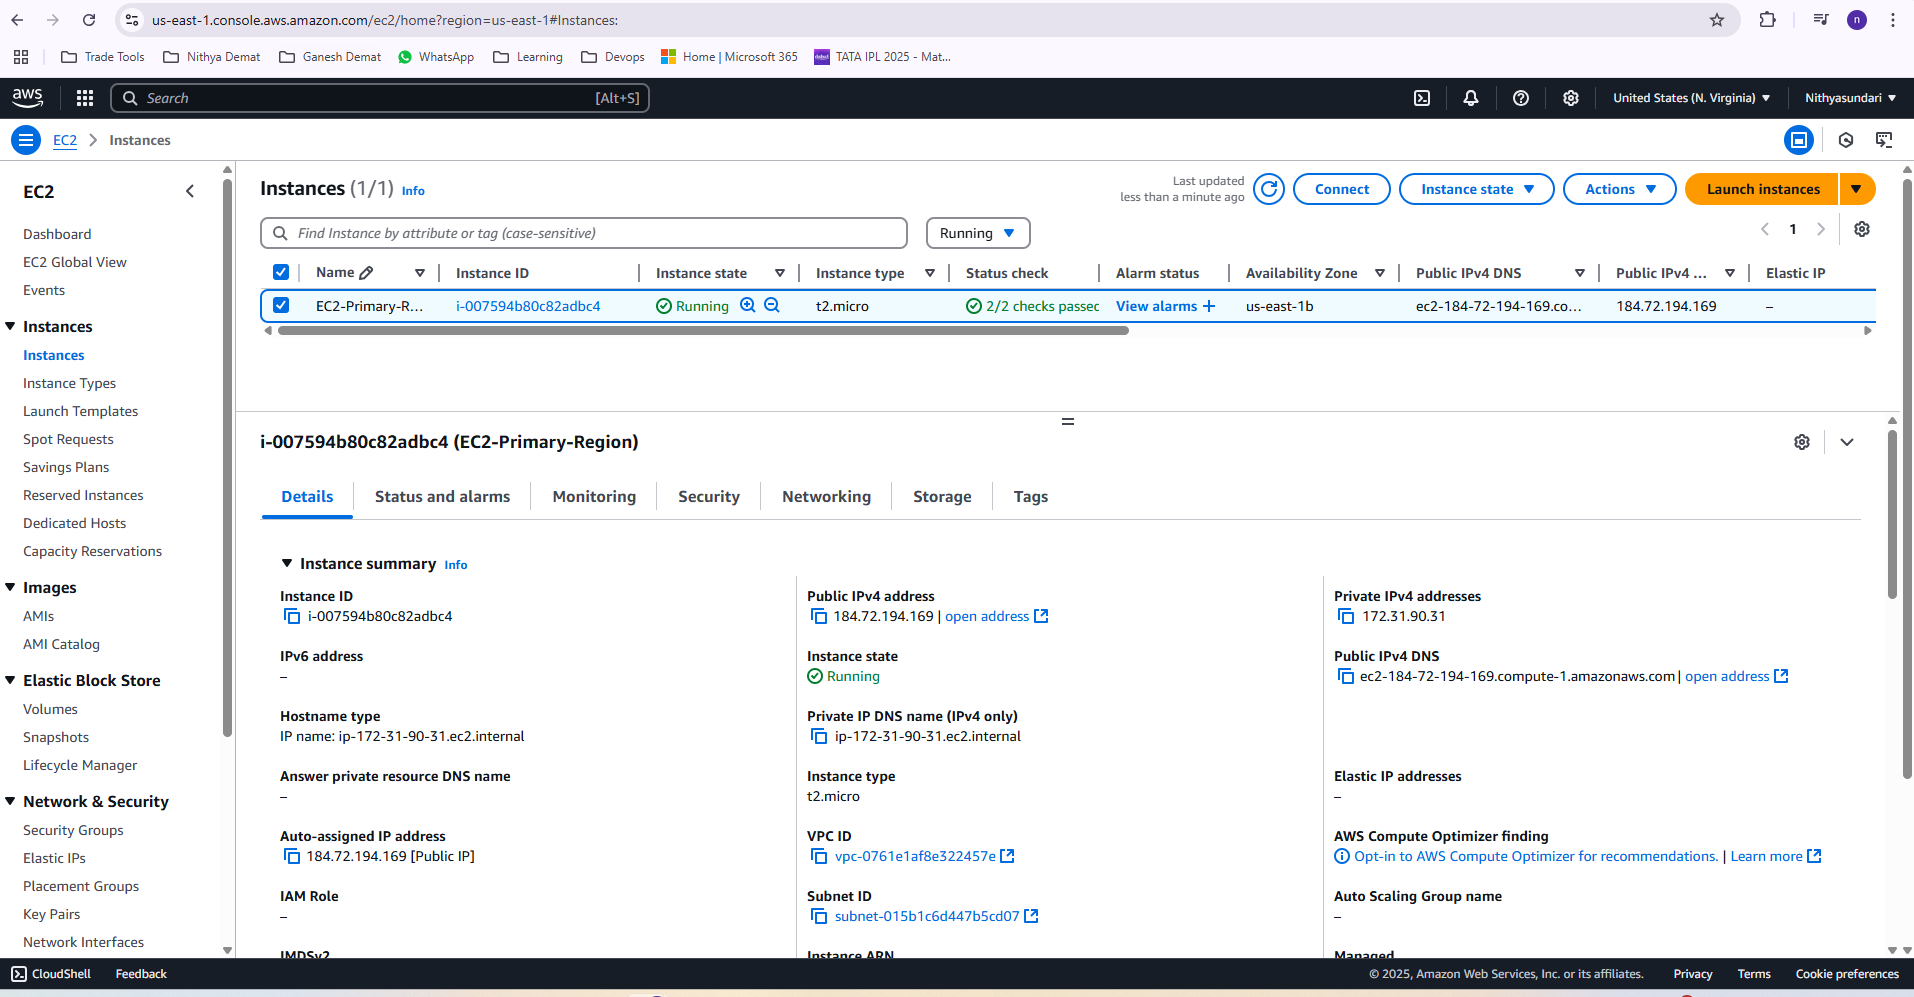 us-east-1.console.aws.amazon.com/ec2/home?region=us-east-1#Instances:
n
Trade Tools
Nithya Demat
Ganesh Demat
WhatsApp
Learning
Devops
Home | Microsoft 365
TATA IPL 2025 - Mat...
aws
Search
[Alt+S]
United States (N. Virginia)
Nithyasundari
EC2
Instances
EC2
Dashboard
EC2 Global View
Events
Instances
Instances
Instance Types
Launch Templates
Spot Requests
Savings Plans
Reserved Instances
Dedicated Hosts
Capacity Reservations
Images
AMIs
AMI Catalog
Elastic Block Store
Volumes
Snapshots
Lifecycle Manager
Network & Security
Security Groups
Elastic IPs
Placement Groups
Key Pairs
Network Interfaces
Instances (1/1) Info
Last updated
less than a minute ago
Connect
Instance state
Actions
Launch instances
Find Instance by attribute or tag (case-sensitive)
Running
1
Name
Instance ID
Instance state
Instance type
Status check
Alarm status
Availability Zone
Public IPv4 DNS
Public IPv4 ...
Elastic IP
EC2-Primary-R...
i-007594b80c82adbc4
Running
t2.micro
2/2 checks passec
View alarms +
us-east-1b
ec2-184-72-194-169.co...
184.72.194.169
–
i-007594b80c82adbc4 (EC2-Primary-Region)
Details
Status and alarms
Monitoring
Security
Networking
Storage
Tags
Instance summary Info
Instance ID
i-007594b80c82adbc4
Public IPv4 address
184.72.194.169 | open address
Private IPv4 addresses
172.31.90.31
IPv6 address
–
Instance state
Running
Public IPv4 DNS
ec2-184-72-194-169.compute-1.amazonaws.com | open address
Hostname type
IP name: ip-172-31-90-31.ec2.internal
Private IP DNS name (IPv4 only)
ip-172-31-90-31.ec2.internal
Answer private resource DNS name
–
Instance type
t2.micro
Elastic IP addresses
–
Auto-assigned IP address
184.72.194.169 [Public IP]
VPC ID
vpc-0761e1af8e322457e
AWS Compute Optimizer finding
Opt-in to AWS Compute Optimizer for recommendations. | Learn more
IAM Role
–
Subnet ID
subnet-015b1c6d447b5cd07
Auto Scaling Group name
–
IMDSv2
Instance ARN
Managed
CloudShell
Feedback
© 2025, Amazon Web Services, Inc. or its affiliates.
Privacy
Terms
Cookie preferences